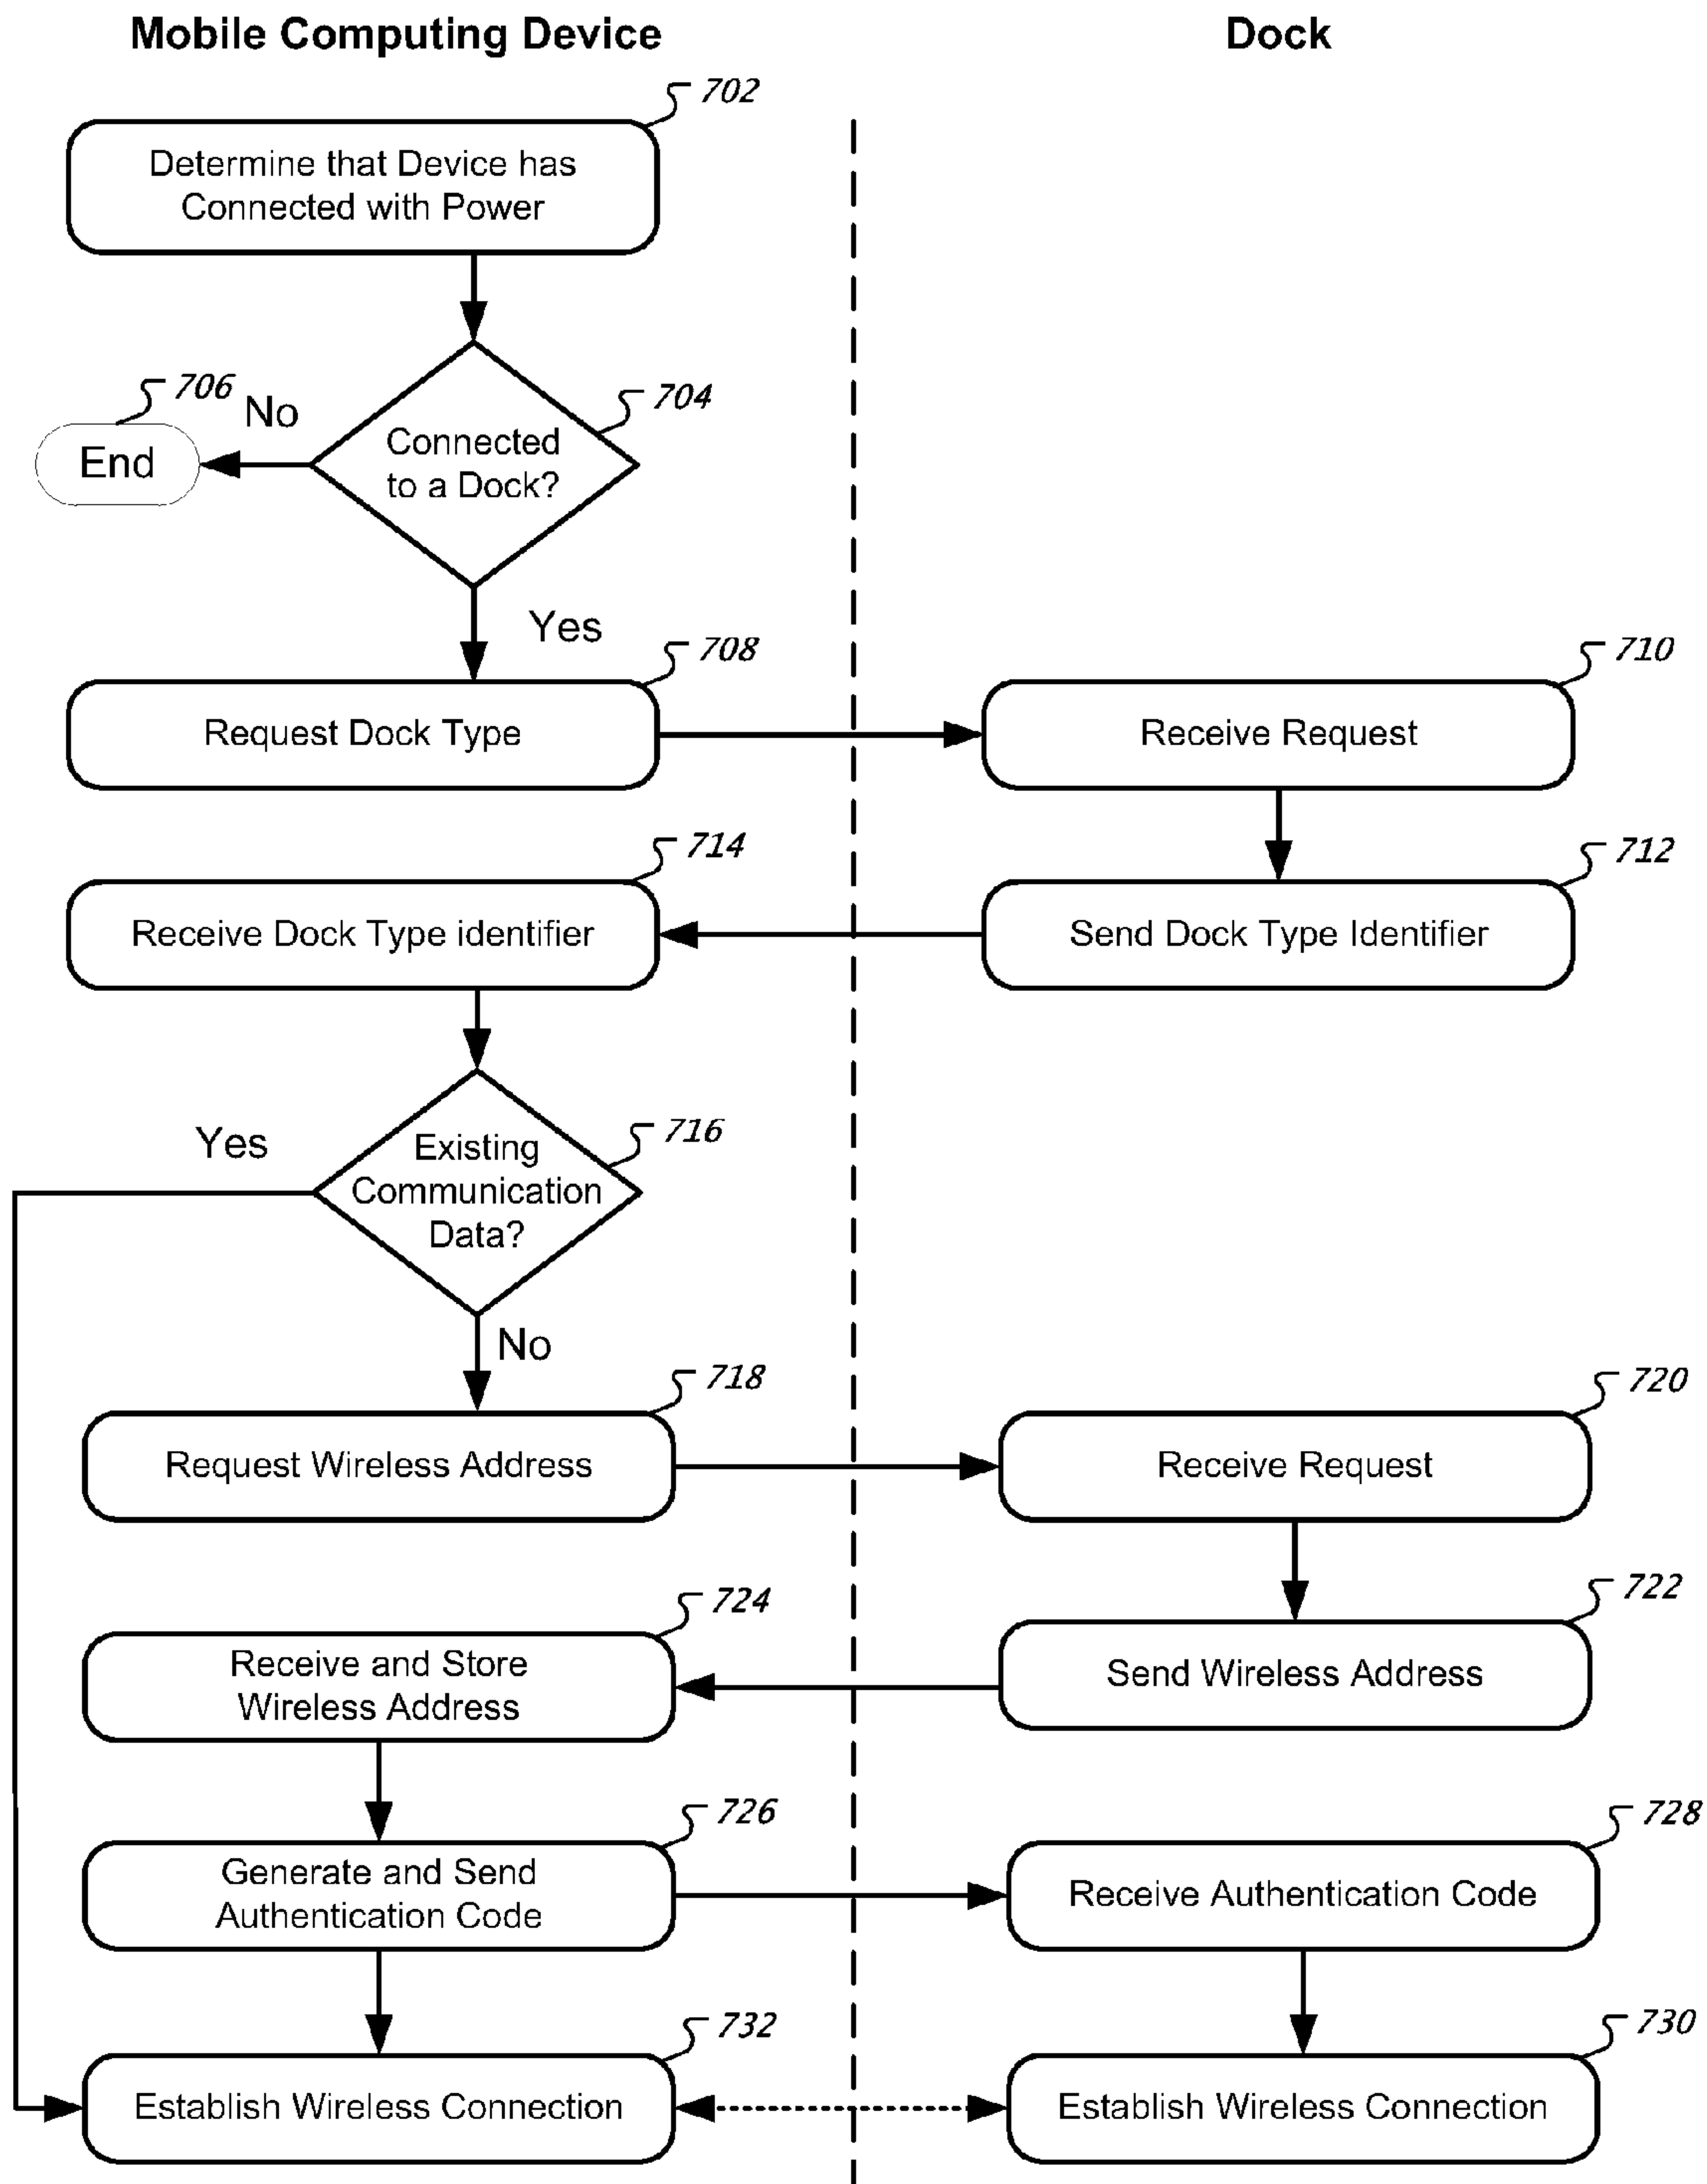 Mobile Computing Device
Dock
702
Determine that Device has
Connected with Power
706
No
704
End
Connected
to a Dock?
Yes
708
710
Request Dock Type
Receive Request
714
712
Receive Dock Type identifier
Send Dock Type Identifier
Yes
716
Existing
Communication
Data?
No
718
720
Request Wireless Address
Receive Request
724
722
Receive and Store
Wireless Address
Send Wireless Address
726
728
Generate and Send
Authentication Code
Receive Authentication Code
732
730
Establish Wireless Connection
Establish Wireless Connection